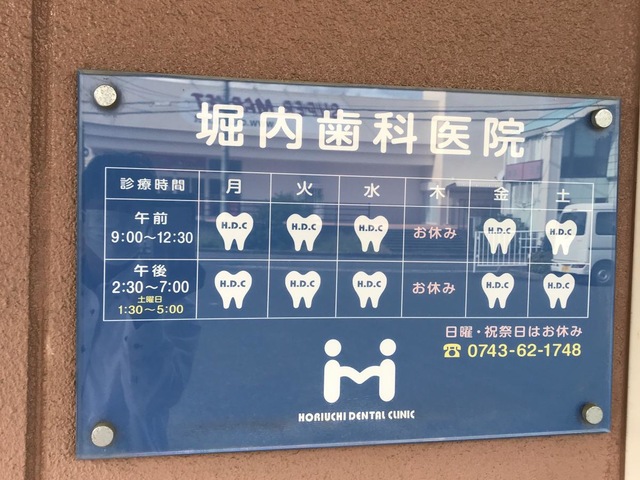 堀内歯科医院
診療時間 月 火 水 木 金 土
午前 9:00～12:30 H.D.C H.D.C H.D.C お休み H.D.C H.D.C
午後 2:30～7:00 H.D.C H.D.C H.D.C お休み H.D.C H.D.C
土曜日
1:30～5:00
日曜・祝祭日はお休み
☎ 0743-62-1748
HORIUCHI DENTAL CLINIC